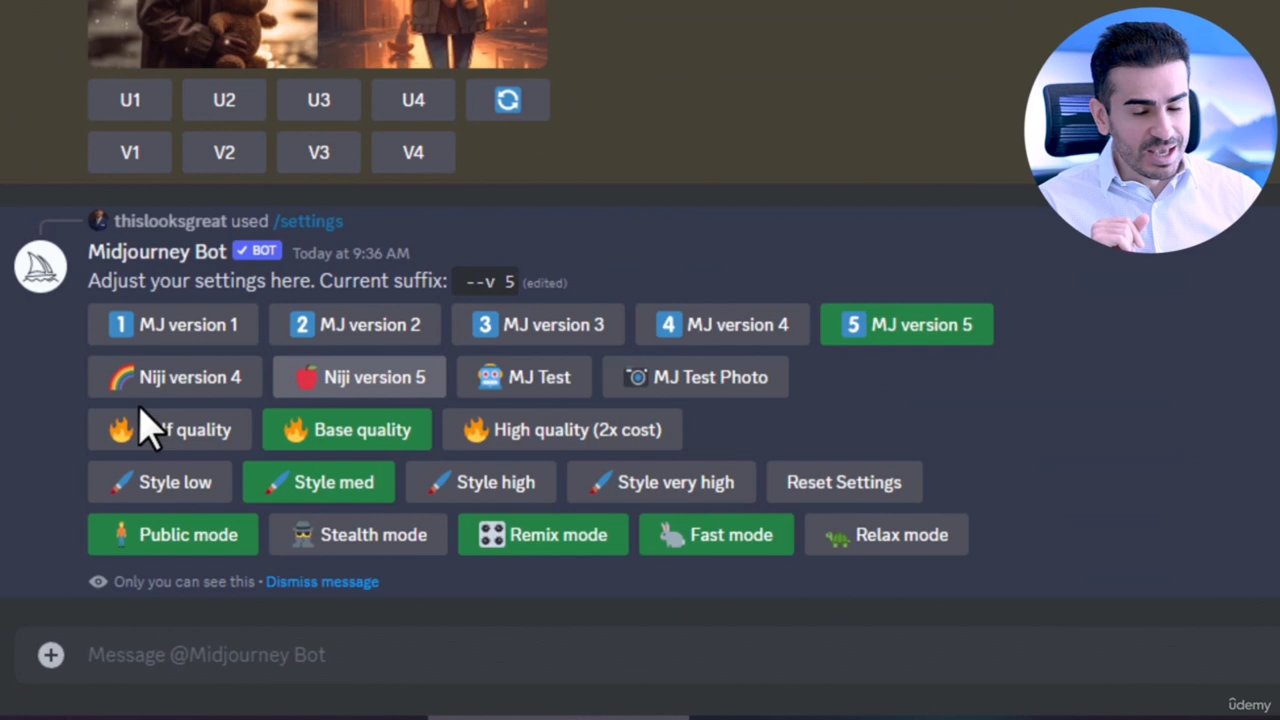 U1 U2 U3 U4
V1 V2 V3 V4
thislooksgreat used /settings
Midjourney Bot ✓ BOT Today at 9:36 AM
Adjust your settings here. Current suffix: --v 5 (edited)
1 MJ version 1 2 MJ version 2 3 MJ version 3 4 MJ version 4 5 MJ version 5
Niji version 4 Niji version 5 MJ Test MJ Test Photo
quality Base quality High quality (2x cost)
Style low Style med Style high Style very high Reset Settings
Public mode Stealth mode Remix mode Fast mode Relax mode
Only you can see this • Dismiss message
Message @Midjourney Bot
ûdemy